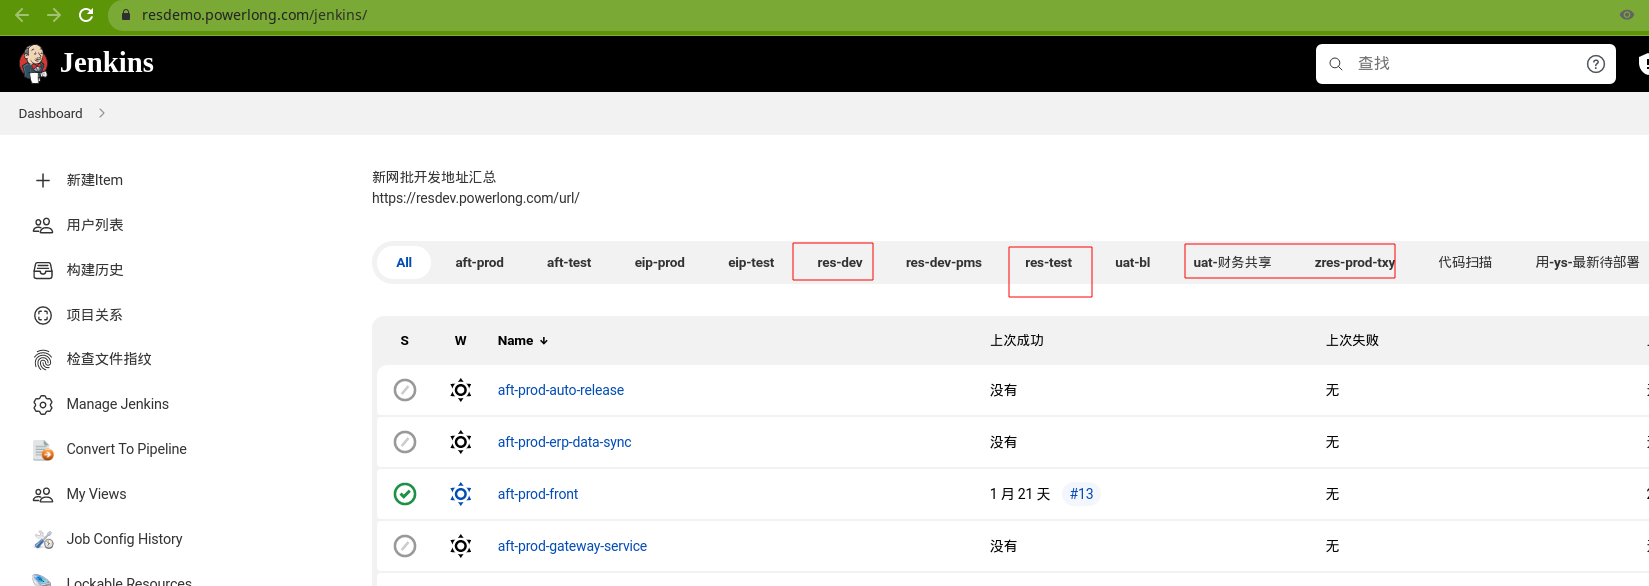 resdemo.powerlong.com/jenkins/
Jenkins
查找
Dashboard
新建Item
用户列表
构建历史
项目关系
检查文件指纹
Manage Jenkins
Convert To Pipeline
My Views
Job Config History
Lockable Resources
新网批开发地址汇总
https://resdev.powerlong.com/url/
All aft-prod aft-test eip-prod eip-test res-dev res-dev-pms res-test uat-bl uat-财务共享 zres-prod-txy 代码扫描 用-ys-最新待部署
S W Name ↓ 上次成功 上次失败
aft-prod-auto-release 没有 无
aft-prod-erp-data-sync 没有 无
aft-prod-front 1 月 21 天 #13 无
aft-prod-gateway-service 没有 无